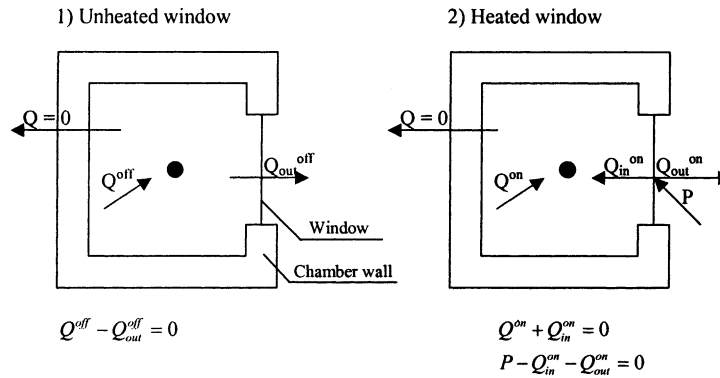 1) Unheated window
2) Heated window
Q = 0
Q^off
Q_out^off
Window
Chamber wall
Q = 0
Q^on
Q_in^on
Q_out^on
P
Q^off − Q_out^off = 0
Q^on + Q_in^on = 0
P − Q_in^on − Q_out^on = 0